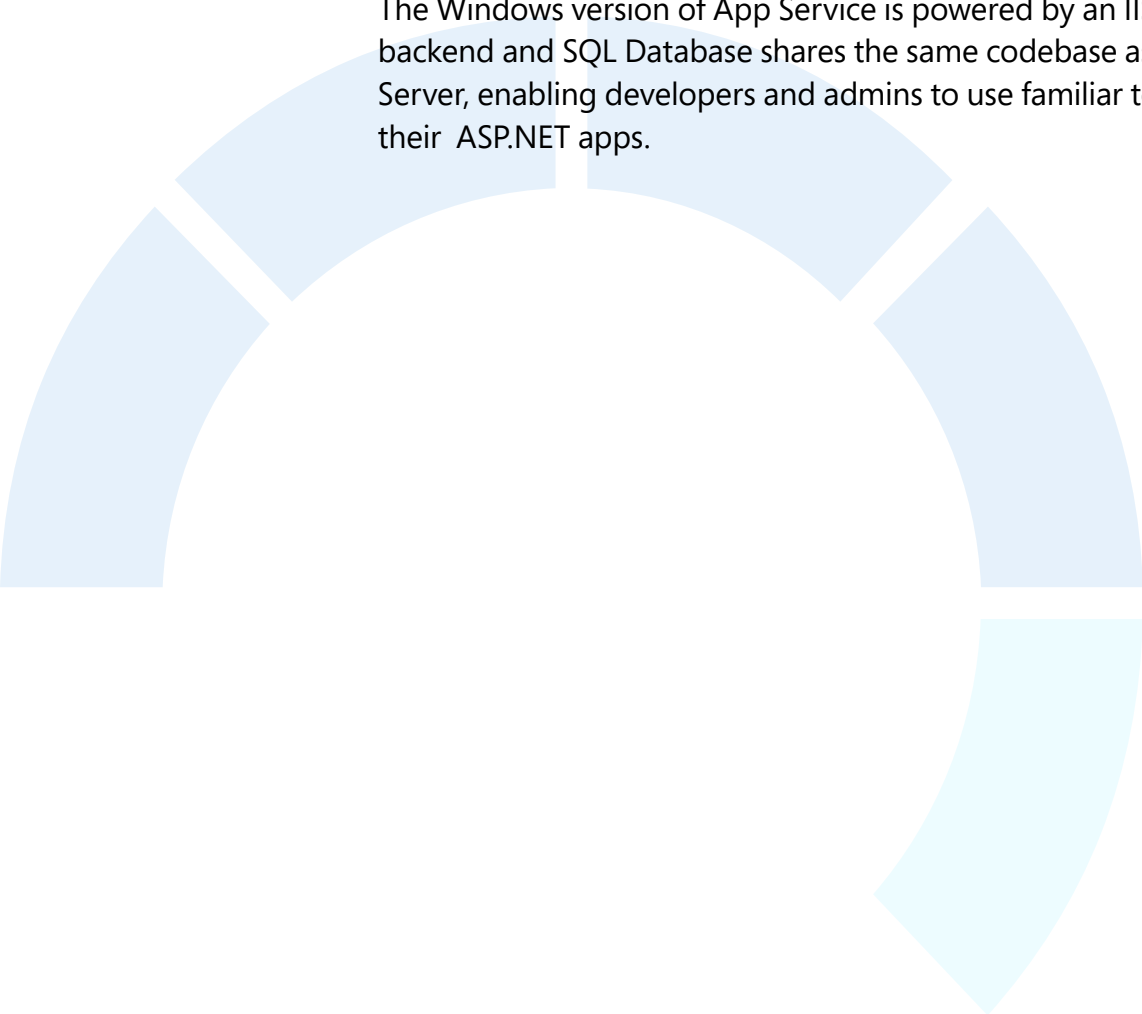 The Windows version of App Service is powered by an
backend and SQL Database shares the same codebase
Server, enabling developers and admins to use familiar
their ASP.NET apps.